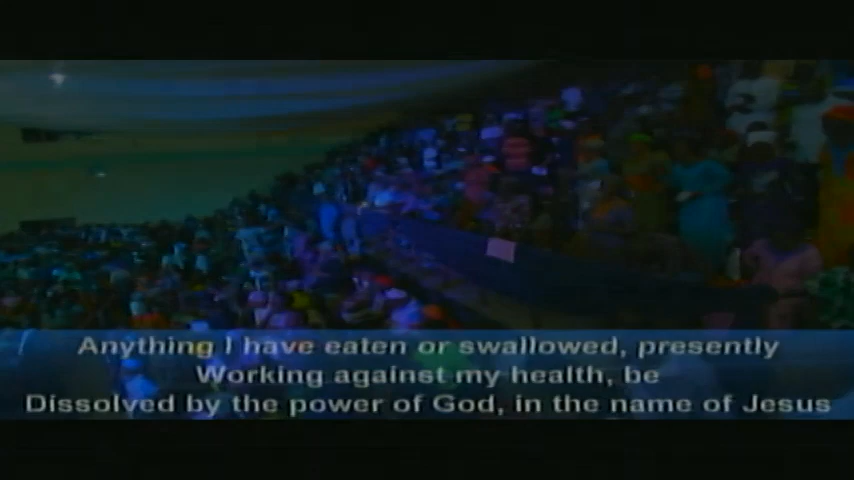 Anything I have eaten or swallowed, presently
Working against my health, be
Dissolved by the power of God, in the name of Jesus